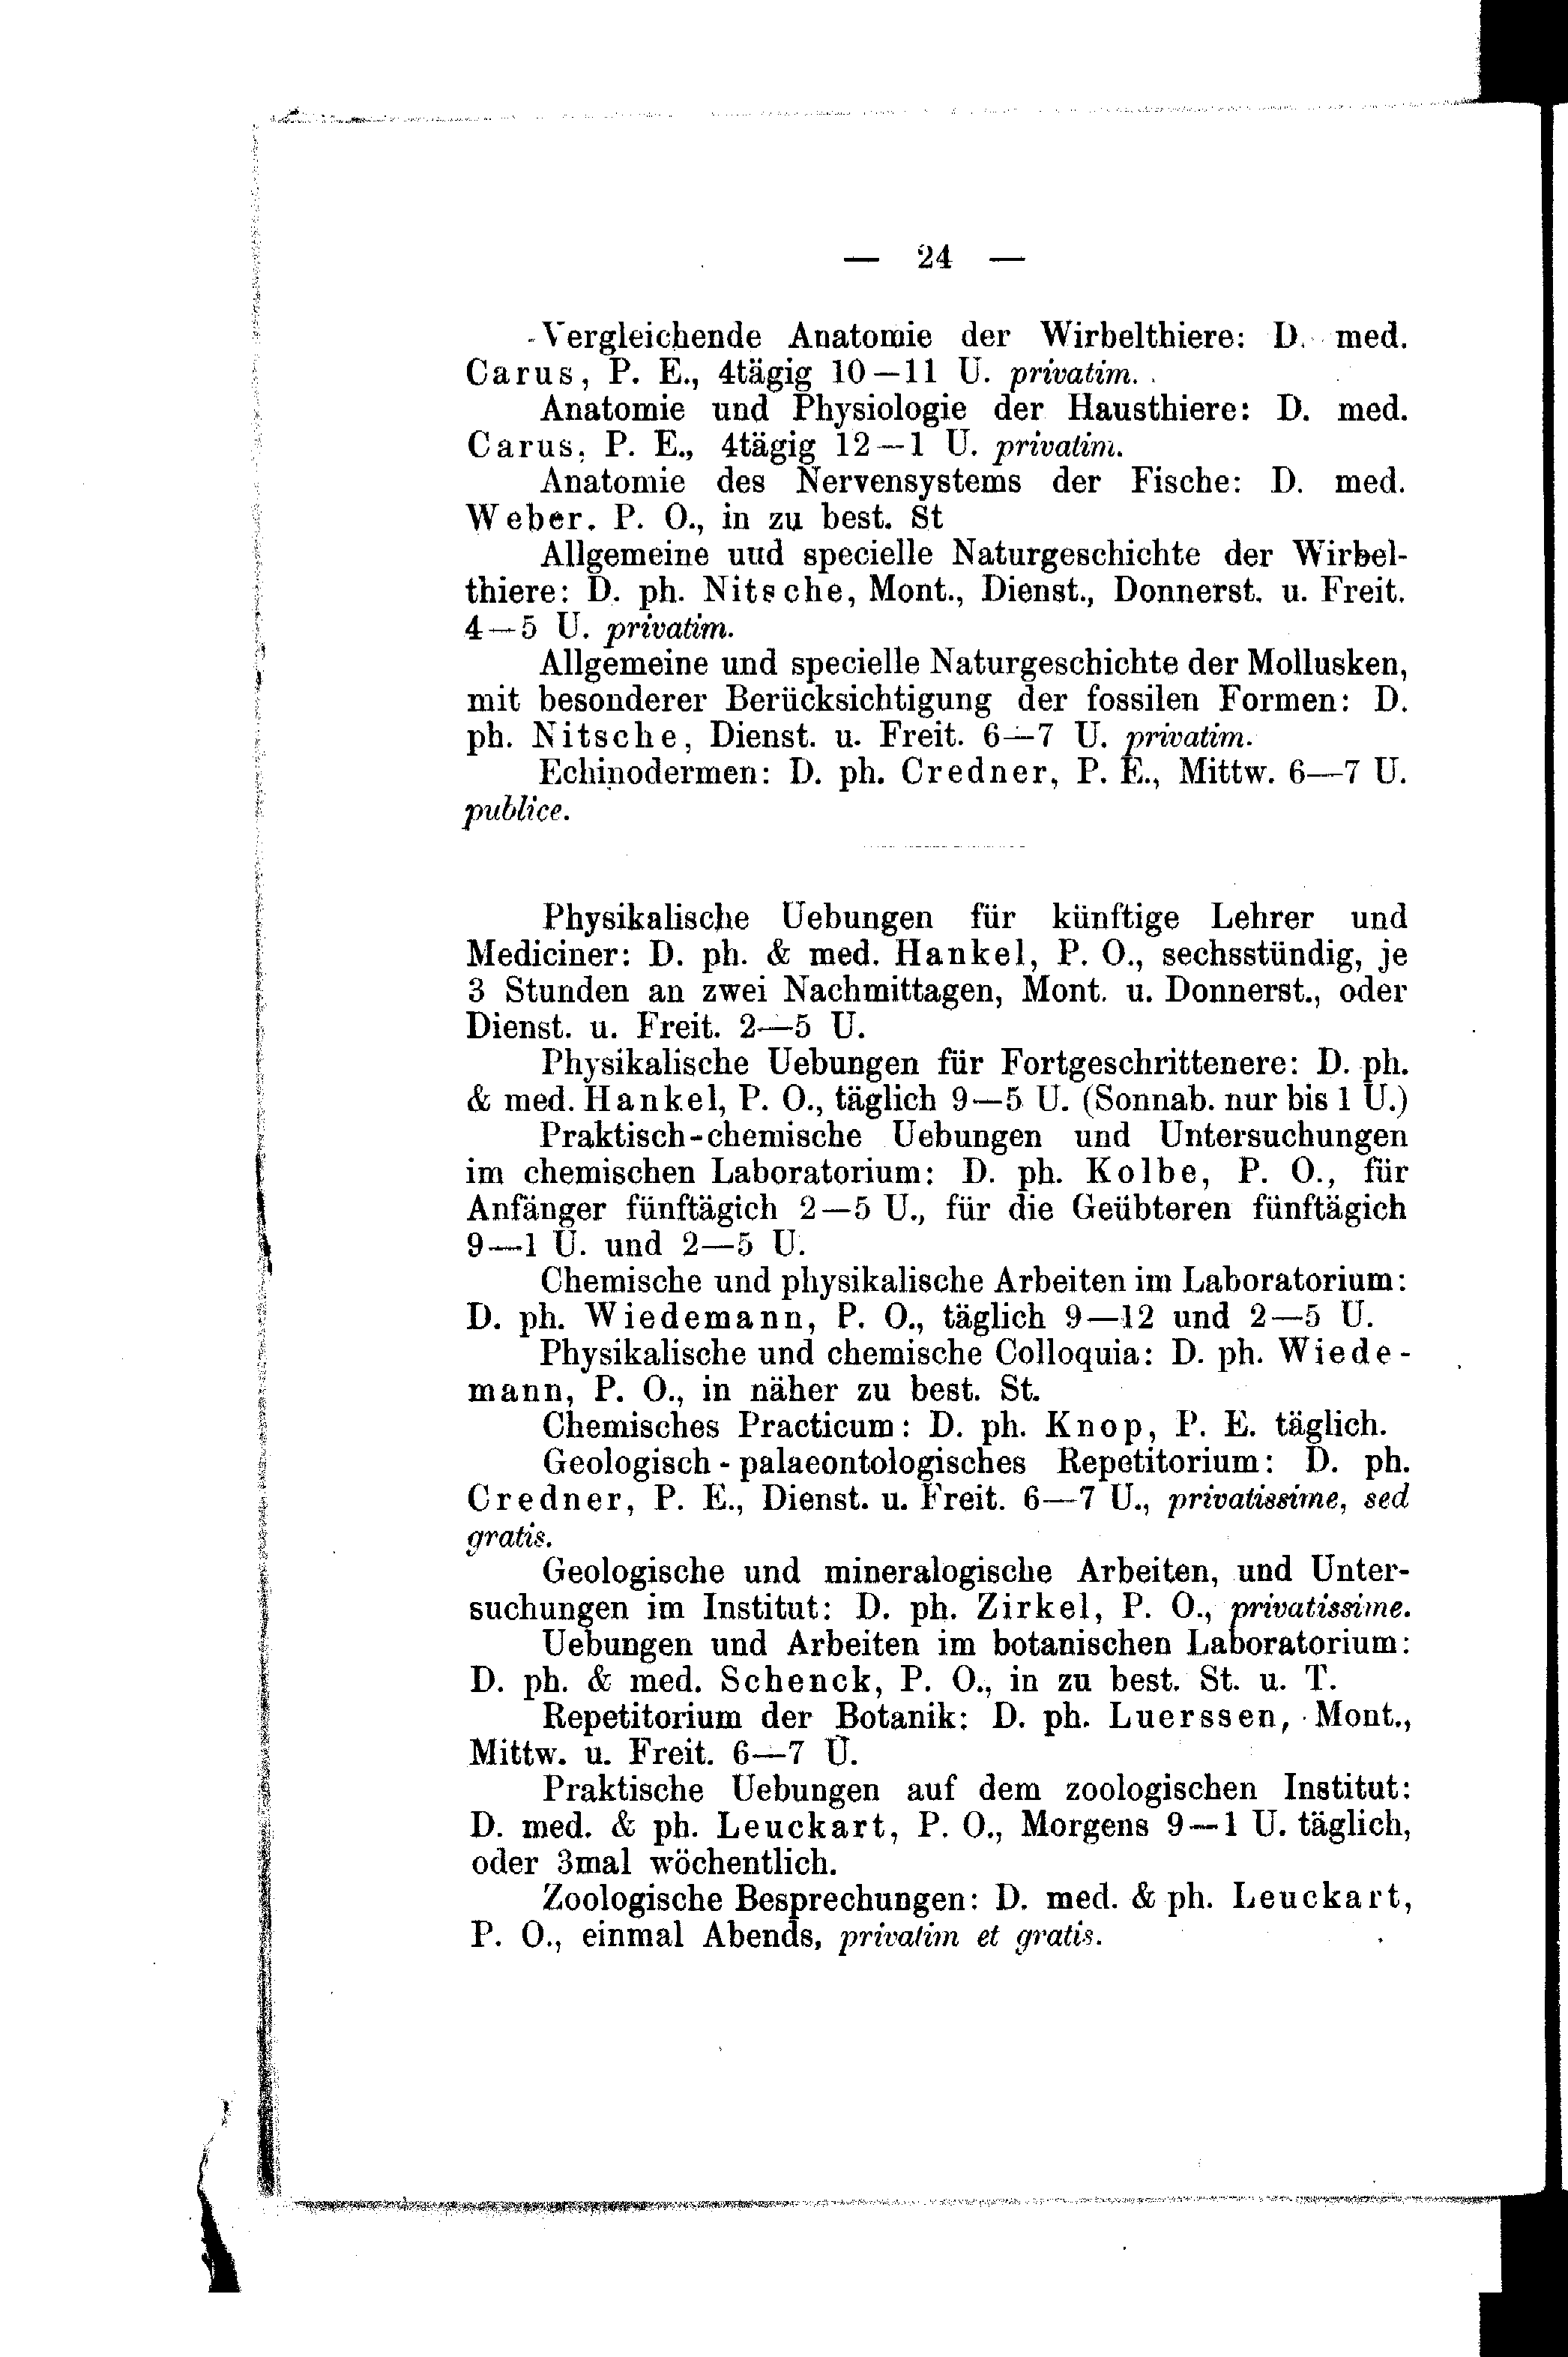 — 24 —
Vergleichende Anatomie der Wirbelthiere: D. med.
Carus, P. E., 4tägig 10—11 U. privatim.
Anatomie und Physiologie der Hausthiere: D. med.
Carus, P. E., 4tägig 12—1 U. privatim.
Anatomie des Nervensystems der Fische: D. med.
Weber. P. O., in zu best. St
Allgemeine uud specielle Naturgeschichte der Wirbel-
thiere: D. ph. Nitsche, Mont., Dienst., Donnerst. u. Freit.
4—5 U. privatim.
Allgemeine und specielle Naturgeschichte der Mollusken,
mit besonderer Berücksichtigung der fossilen Formen: D.
ph. Nitsche, Dienst. u. Freit. 6—7 U. privatim.
Echinodermen: D. ph. Credner, P. E., Mittw. 6—7 U.
publice.
Physikalische Uebungen für künftige Lehrer und
Mediciner: D. ph. & med. Hankel, P. O., sechsstündig, je
3 Stunden an zwei Nachmittagen, Mont. u. Donnerst., oder
Dienst. u. Freit. 2—5 U.
Physikalische Uebungen für Fortgeschrittenere: D. ph.
& med. Hankel, P. O., täglich 9—5 U. (Sonnab. nur bis 1 U.)
Praktisch-chemische Uebungen und Untersuchungen
im chemischen Laboratorium: D. ph. Kolbe, P. O., für
Anfänger fünftägich 2—5 U., für die Geübteren fünftägich
9—1 U. und 2—5 U.
Chemische und physikalische Arbeiten im Laboratorium:
D. ph. Wiedemann, P. O., täglich 9—12 und 2—5 U.
Physikalische und chemische Colloquia: D. ph. Wiede-
mann, P. O., in näher zu best. St.
Chemisches Practicum: D. ph. Knop, P. E. täglich.
Geologisch-palaeontologisches Repetitorium: D. ph.
Credner, P. E., Dienst. u. Freit. 6—7 U., privatissime, sed
gratis.
Geologische und mineralogische Arbeiten, und Unter-
suchungen im Institut: D. ph. Zirkel, P. O., privatissime.
Uebungen und Arbeiten im botanischen Laboratorium:
D. ph. & med. Schenck, P. O., in zu best. St. u. T.
Repetitorium der Botanik: D. ph. Luerssen, Mont.,
Mittw. u. Freit. 6—7 U.
Praktische Uebungen auf dem zoologischen Institut:
D. med. & ph. Leuckart, P. O., Morgens 9—1 U. täglich,
oder 3mal wöchentlich.
Zoologische Besprechungen: D. med. & ph. Leuckart,
P. O., einmal Abends, privatim et gratis.